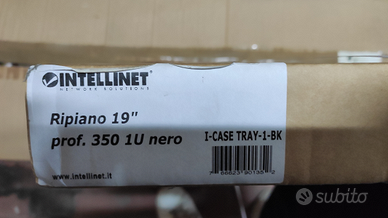 INTELLINET
NETWORK SOLUTIONS
Ripiano 19"
prof. 350 1U nero
I-CASE TRAY-1-BK
www.intellinet.it
subito